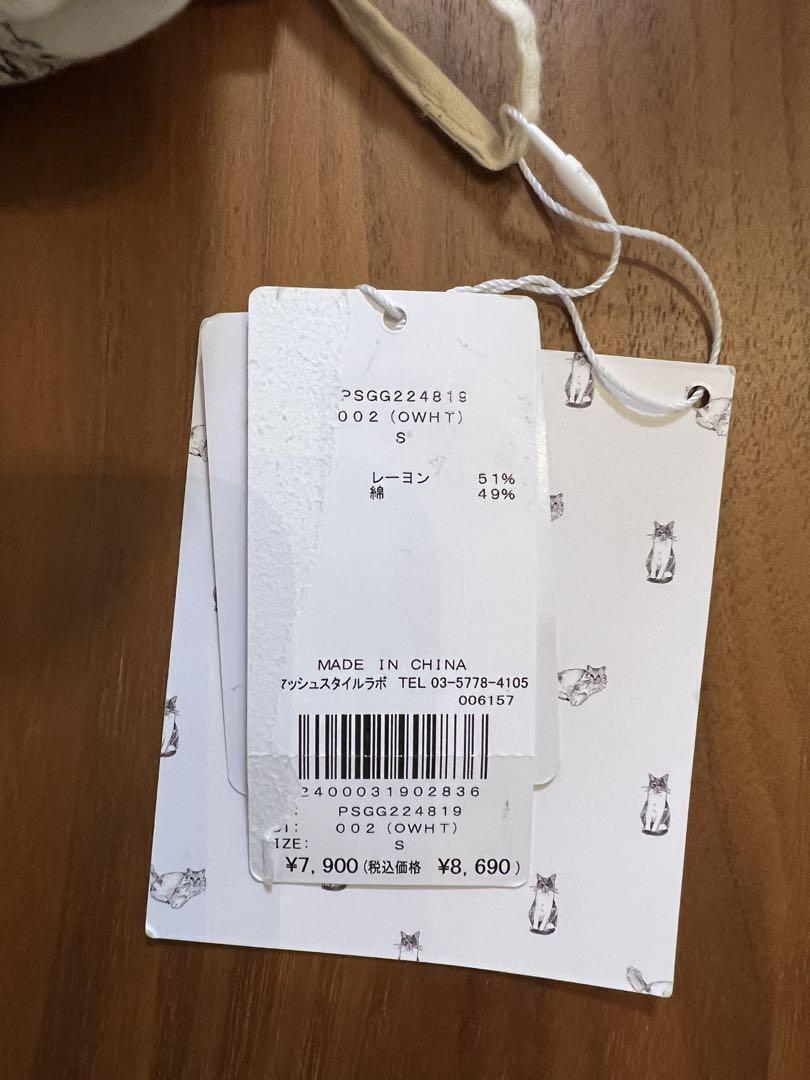 PSGG224819
002(OWHT)
S
レーヨン 51%
綿 49%
MADE IN CHINA
マッシュスタイルラボ TEL 03-5778-4105
006157
2400031902836
: PSGG224819
: 002(OWHT)
IZE: S
¥7,900(税込価格 ¥8,690)